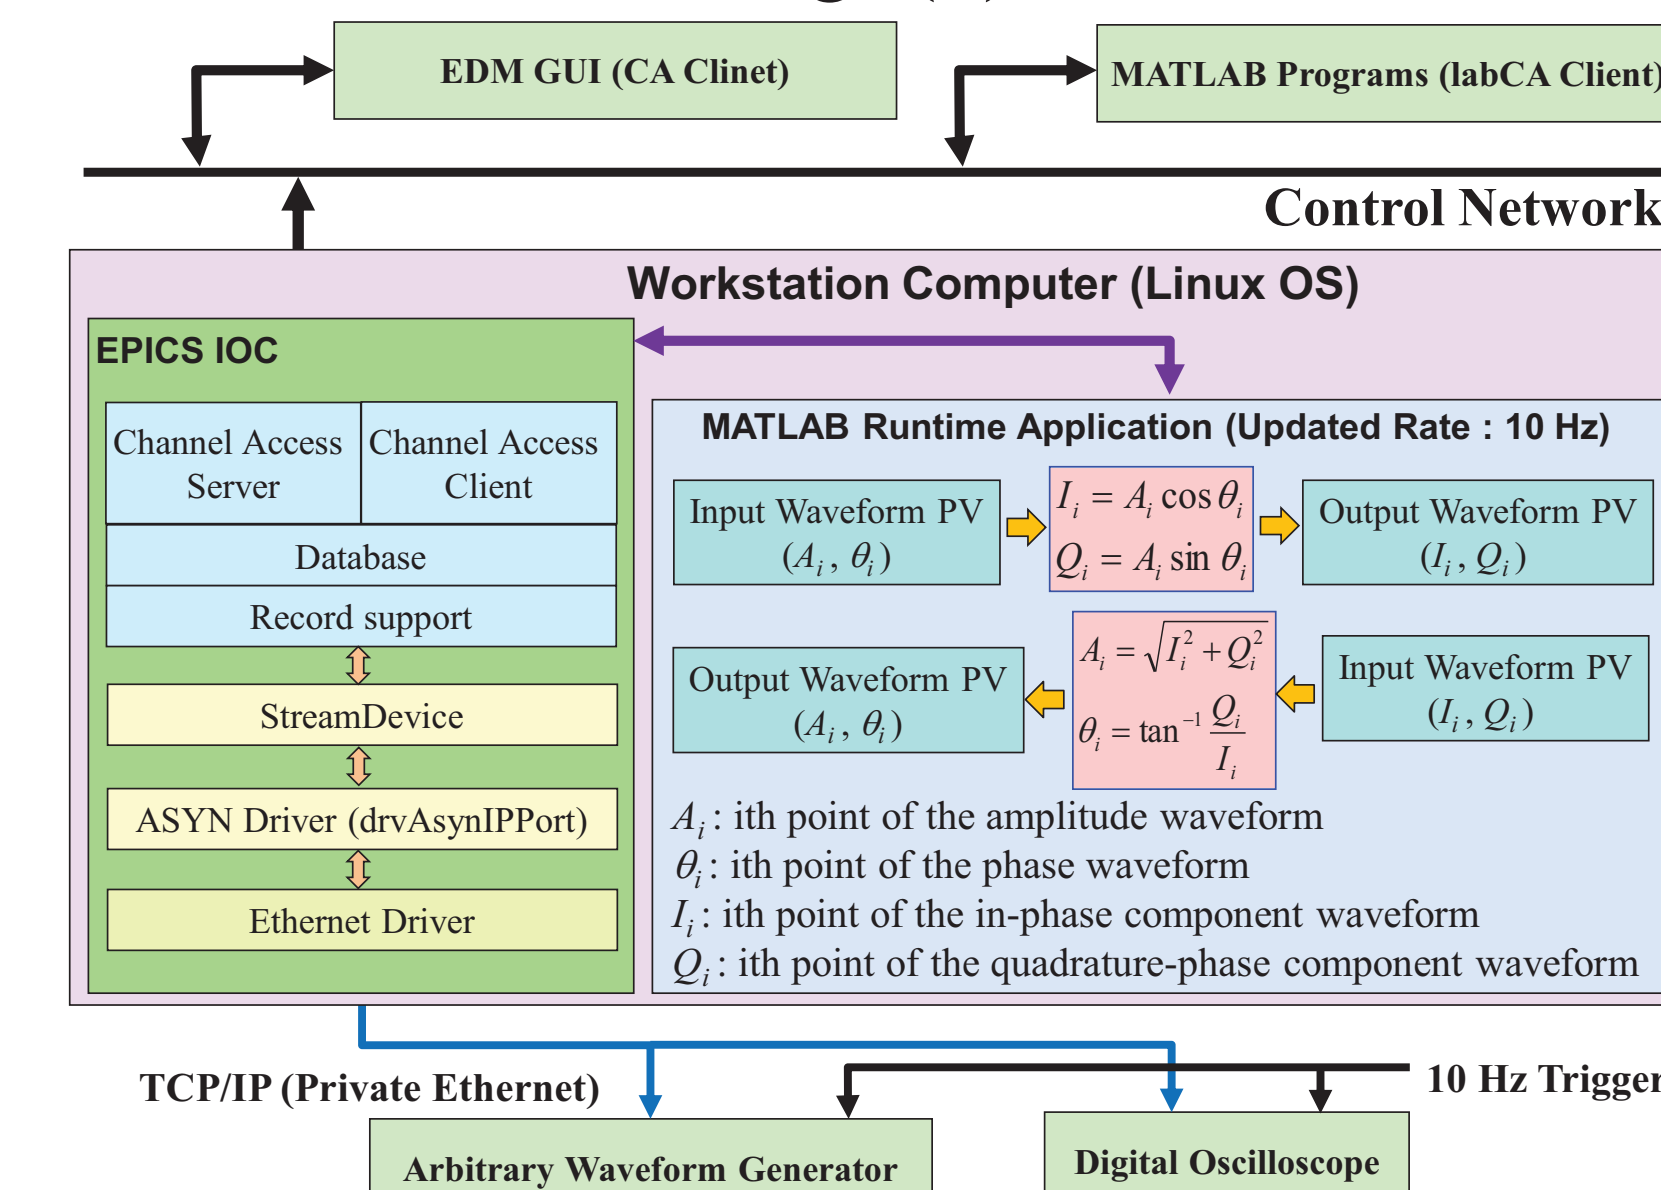 EDM GUI (CA Clinet)
MATLAB Programs (labCA Client)
Control Network
Workstation Computer (Linux OS)
EPICS IOC
Channel Access
Server
Channel Access
Client
Database
Record support
StreamDevice
ASYN Driver (drvAsynIPPort)
Ethernet Driver
MATLAB Runtime Application (Updated Rate : 10 Hz)
Input Waveform PV
(A_i, θ_i)
I_i = A_i cos θ_i
Q_i = A_i sin θ_i
Output Waveform PV
(I_i, Q_i)
Output Waveform PV
(A_i, θ_i)
A_i = √(I_i² + Q_i²)
θ_i = tan⁻¹ Q_i / I_i
Input Waveform PV
(I_i, Q_i)
A_i : ith point of the amplitude waveform
θ_i : ith point of the phase waveform
I_i : ith point of the in-phase component waveform
Q_i : ith point of the quadrature-phase component waveform
TCP/IP (Private Ethernet)
10 Hz Trigger
Arbitrary Waveform Generator
Digital Oscilloscope